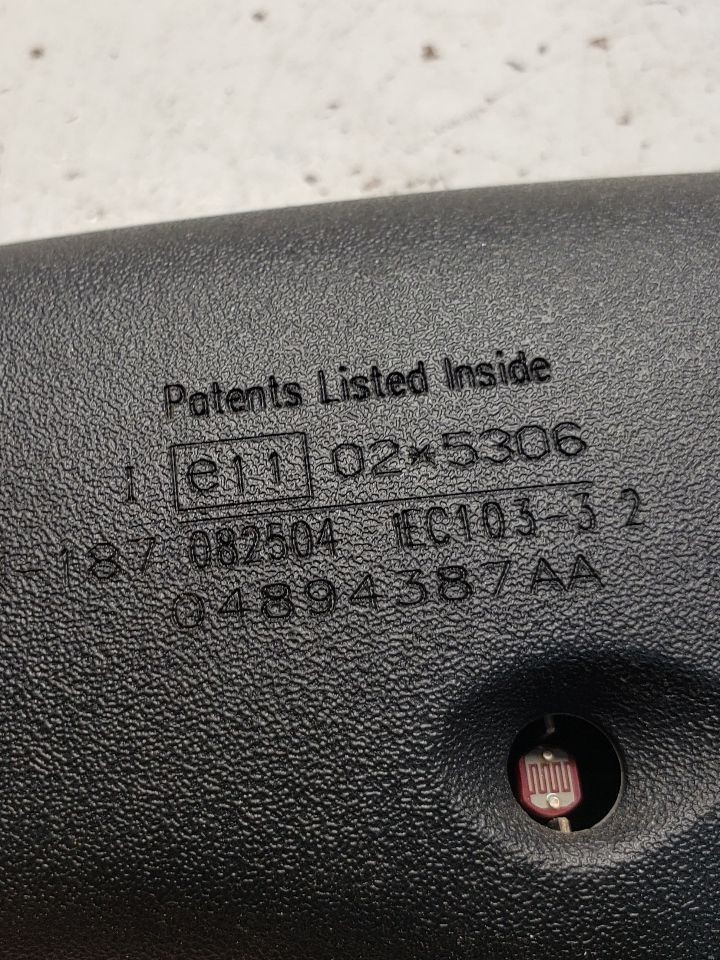 Patents Listed Inside
I e11 02*5306
-187 082504 IEC103-3 2
04894387AA